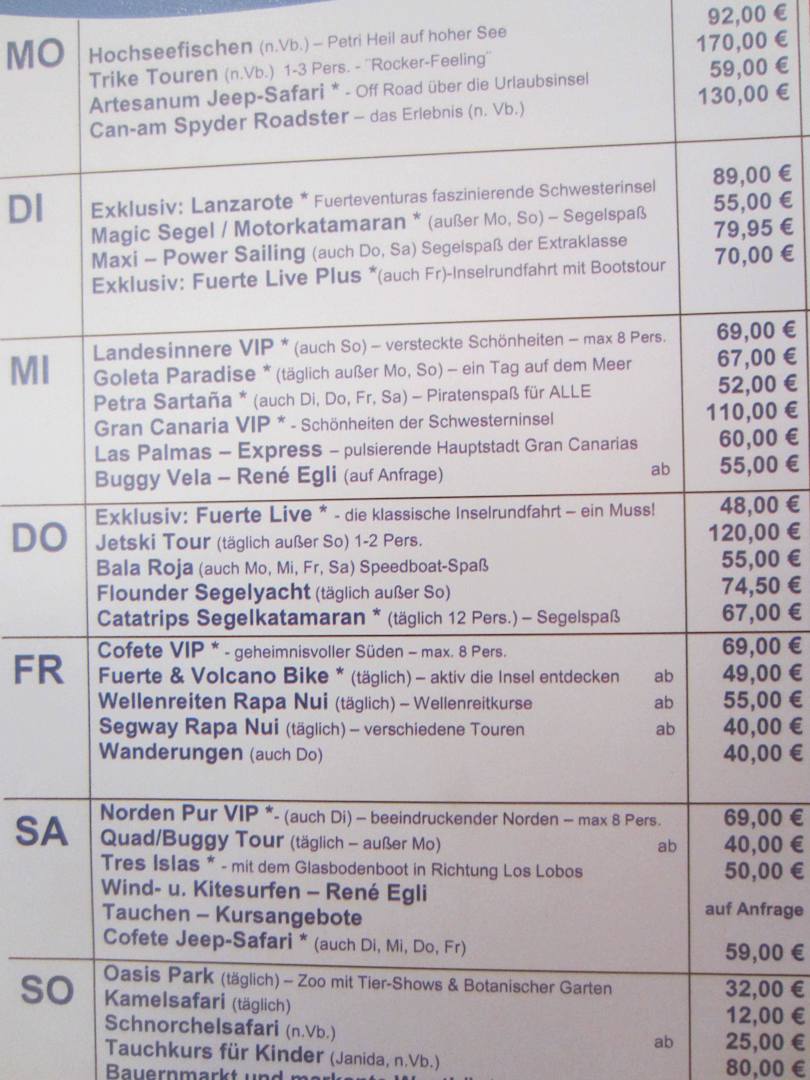 MO
Hochseefischen (n.Vb.) – Petri Heil auf hoher See 92,00 €
Trike Touren (n.Vb.) 1-3 Pers. - ¨Rocker-Feeling¨ 170,00 €
Artesanum Jeep-Safari * - Off Road über die Urlaubsinsel 59,00 €
Can-am Spyder Roadster – das Erlebnis (n. Vb.) 130,00 €
DI
Exklusiv: Lanzarote * Fuerteventuras faszinierende Schwesterinsel 89,00 €
Magic Segel / Motorkatamaran * (außer Mo, So) – Segelspaß 55,00 €
Maxi – Power Sailing (auch Do, Sa) Segelspaß der Extraklasse 79,95 €
Exklusiv: Fuerte Live Plus *(auch Fr)-Inselrundfahrt mit Bootstour 70,00 €
MI
Landesinnere VIP * (auch So) – versteckte Schönheiten – max 8 Pers. 69,00 €
Goleta Paradise * (täglich außer Mo, So) – ein Tag auf dem Meer 67,00 €
Petra Sartaña * (auch Di, Do, Fr, Sa) – Piratenspaß für ALLE 52,00 €
Gran Canaria VIP * - Schönheiten der Schwesterninsel 110,00 €
Las Palmas – Express – pulsierende Hauptstadt Gran Canarias 60,00 €
Buggy Vela – René Egli (auf Anfrage) ab 55,00 €
DO
Exklusiv: Fuerte Live * - die klassische Inselrundfahrt – ein Muss! 48,00 €
Jetski Tour (täglich außer So) 1-2 Pers. 120,00 €
Bala Roja (auch Mo, Mi, Fr, Sa) Speedboat-Spaß 55,00 €
Flounder Segelyacht (täglich außer So) 74,50 €
Catatrips Segelkatamaran * (täglich 12 Pers.) – Segelspaß 67,00 €
FR
Cofete VIP * - geheimnisvoller Süden – max. 8 Pers. 69,00 €
Fuerte & Volcano Bike * (täglich) – aktiv die Insel entdecken ab 49,00 €
Wellenreiten Rapa Nui (täglich) – Wellenreitkurse ab 55,00 €
Segway Rapa Nui (täglich) – verschiedene Touren ab 40,00 €
Wanderungen (auch Do) 40,00 €
SA
Norden Pur VIP *- (auch Di) – beeindruckender Norden – max 8 Pers. 69,00 €
Quad/Buggy Tour (täglich – außer Mo) ab 40,00 €
Tres Islas * - mit dem Glasbodenboot in Richtung Los Lobos 50,00 €
Wind- u. Kitesurfen – René Egli
Tauchen – Kursangebote auf Anfrage
Cofete Jeep-Safari * (auch Di, Mi, Do, Fr) 59,00 €
SO
Oasis Park (täglich) – Zoo mit Tier-Shows & Botanischer Garten 32,00 €
Kamelsafari (täglich) 12,00 €
Schnorchelsafari (n.Vb.) ab 25,00 €
Tauchkurs für Kinder (Janida, n.Vb.) 80,00 €
Bauernmarkt und